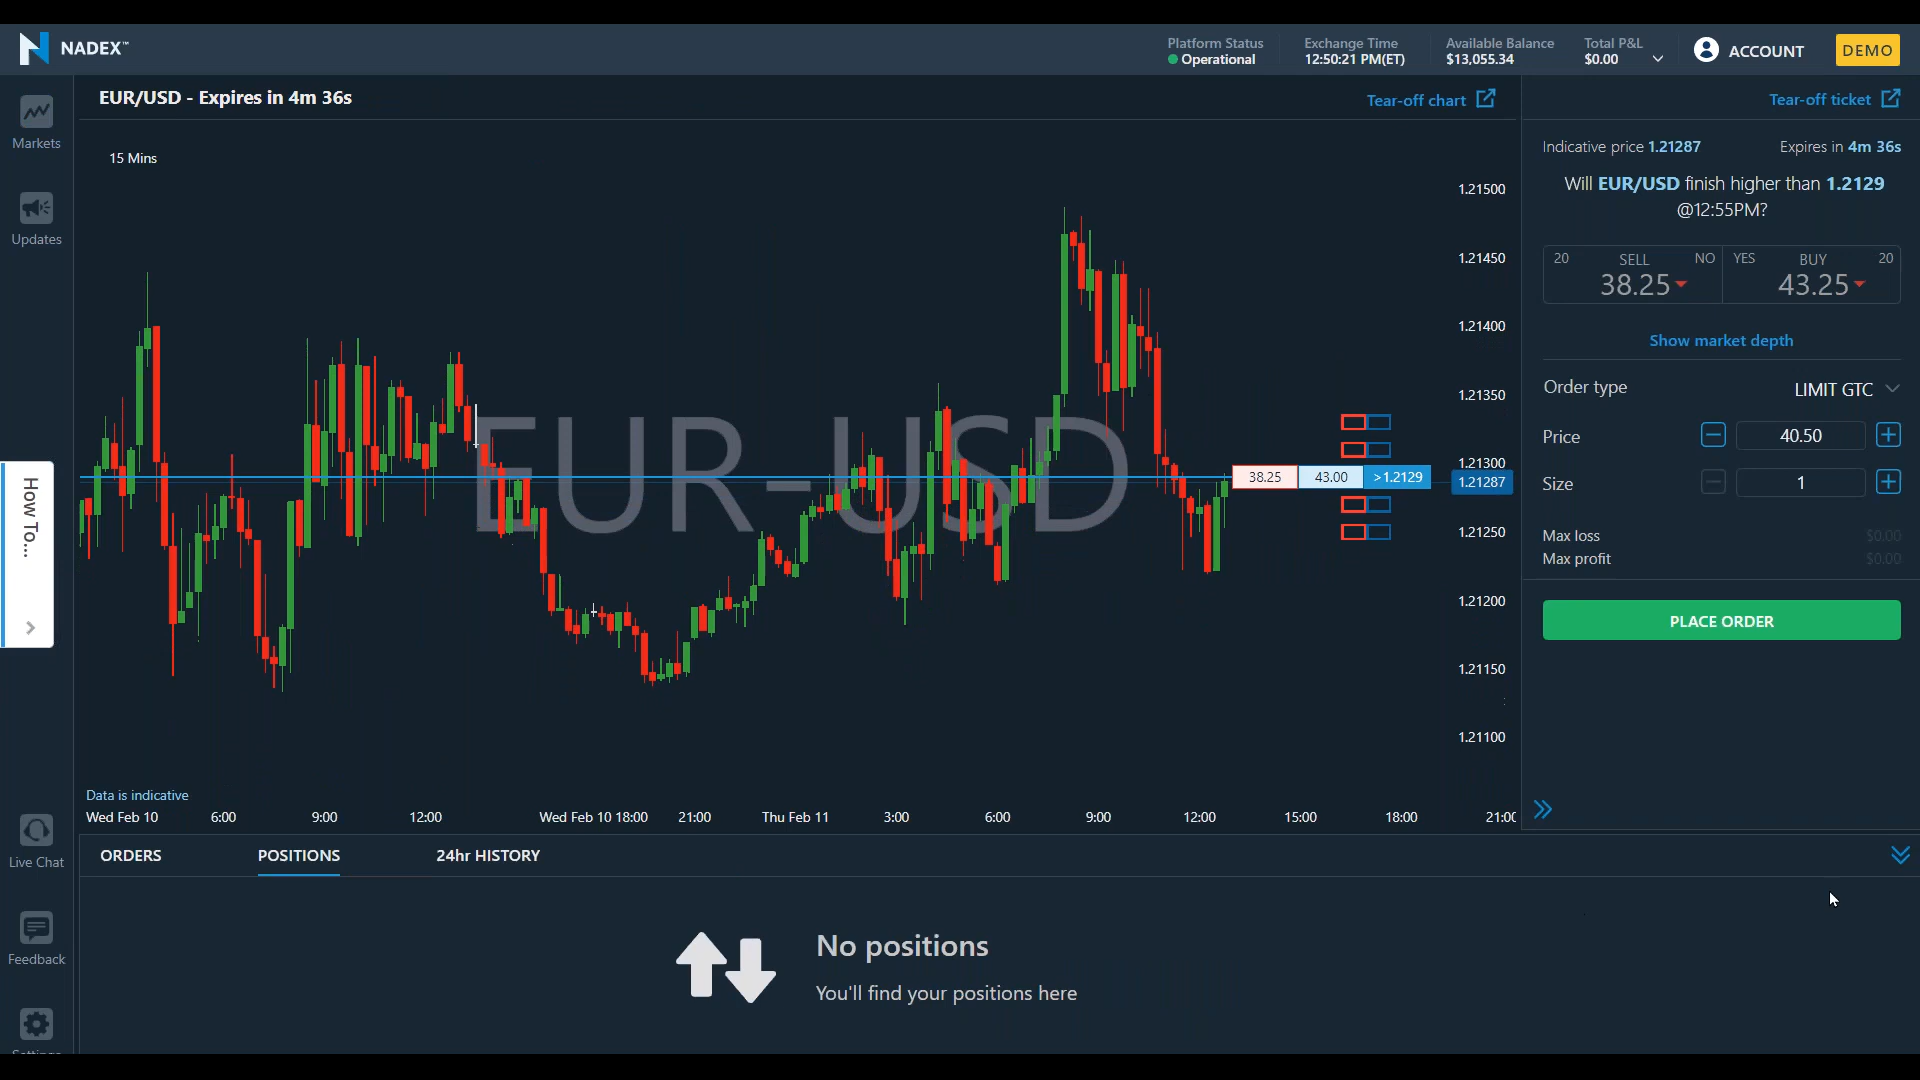 NADEX™
Platform Status
Operational
Exchange Time
12:50:21 PM(ET)
Available Balance
$13,055.34
Total P&L
$0.00
ACCOUNT
DEMO
Markets
Updates
How To...
Live Chat
Feedback
EUR/USD - Expires in 4m 36s
Tear-off chart
15 Mins
EUR-USD
1.21500
1.21450
1.21400
1.21350
1.21300
1.21287
1.21250
1.21200
1.21150
1.21100
38.25 43.00 >1.2129
Data is indicative
Wed Feb 10 6:00 9:00 12:00 Wed Feb 10 18:00 21:00 Thu Feb 11 3:00 6:00 9:00 12:00 15:00 18:00
Tear-off ticket
Indicative price 1.21287 Expires in 4m 36s
Will EUR/USD finish higher than 1.2129
@12:55PM?
20 SELL NO YES BUY 20
38.25 43.25
Show market depth
Order type LIMIT GTC
Price 40.50
Size 1
Max loss $0.00
Max profit $0.00
PLACE ORDER
ORDERS POSITIONS 24hr HISTORY
No positions
You'll find your positions here